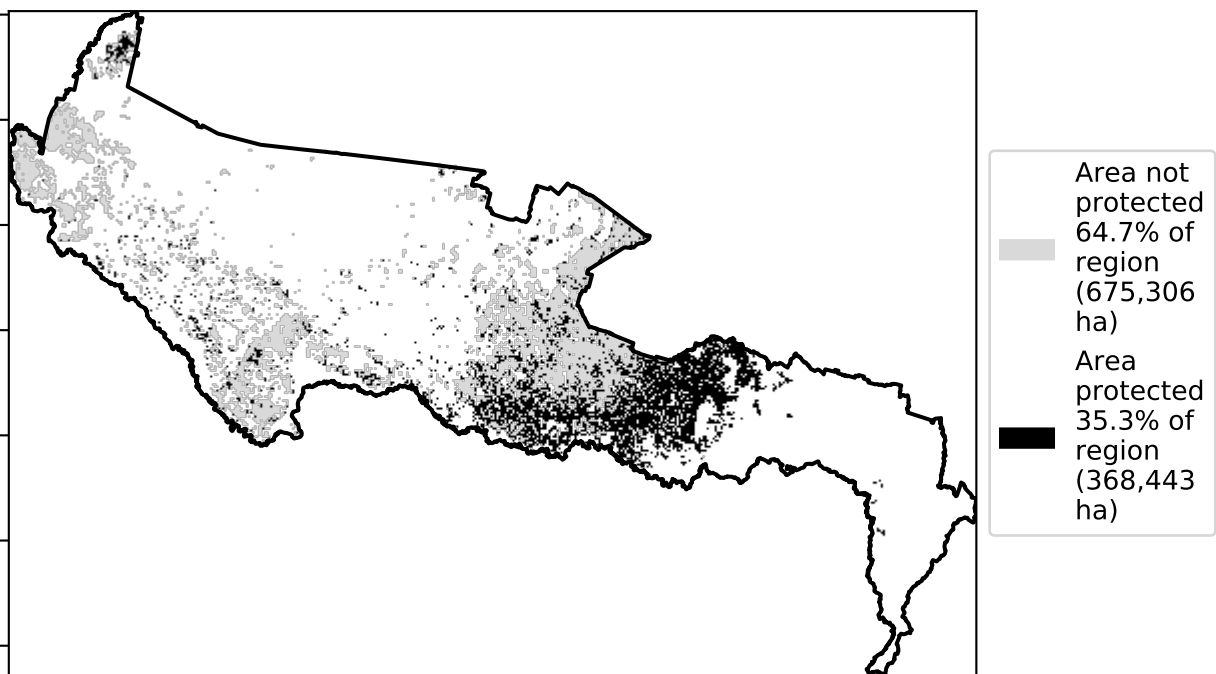 Area not
protected
64.7% of
region
(675,306
ha)
Area
protected
35.3% of
region
(368,443
ha)